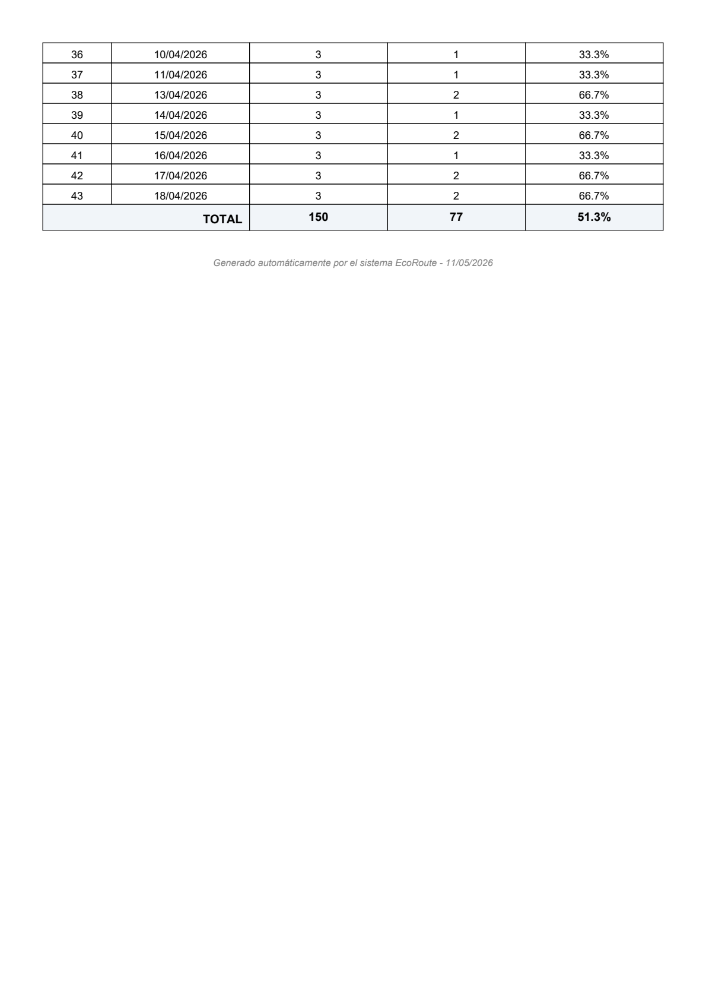 36 10/04/2026 3 1 33.3%
37 11/04/2026 3 1 33.3%
38 13/04/2026 3 2 66.7%
39 14/04/2026 3 1 33.3%
40 15/04/2026 3 2 66.7%
41 16/04/2026 3 1 33.3%
42 17/04/2026 3 2 66.7%
43 18/04/2026 3 2 66.7%
TOTAL 150 77 51.3%
Generado automáticamente por el sistema EcoRoute - 11/05/2026